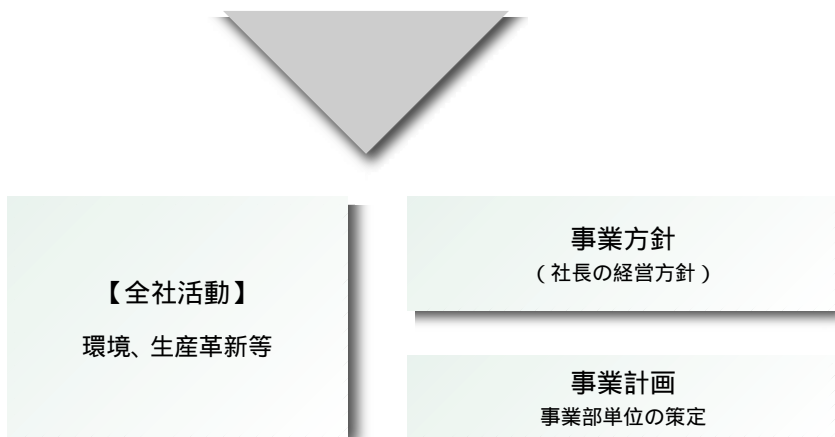 【全社活動】
環境、生産革新等
事業方針
(社長の経営方針)
事業計画
事業部単位の策定